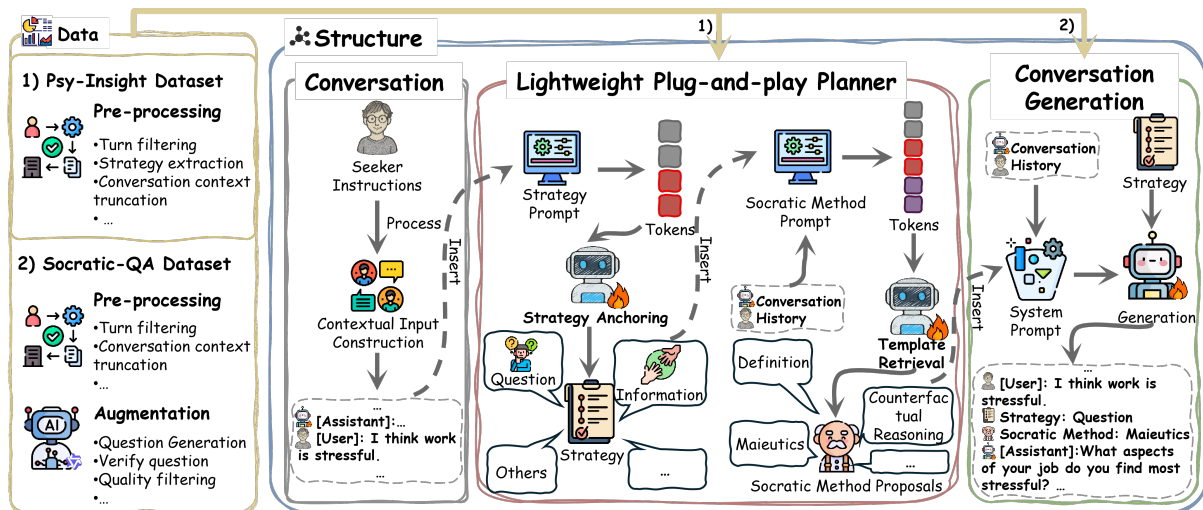 Data
1) Psy-Insight Dataset
Pre-processing
•Turn filtering
•Strategy extraction
•Conversation context
truncation
• …
2) Socratic-QA Dataset
Pre-processing
•Turn filtering
•Conversation context
truncation
•…
AI
Augmentation
•Question Generation
•Verify question
•Quality filtering
•…
Structure
1)
2)
Conversation
Seeker
Instructions
Process
Contextual Input
Construction
…
[Assistant]:…
[User]: I think work
is stressful.
…
Insert
Lightweight Plug-and-play Planner
Strategy
Prompt
Tokens
Strategy Anchoring
Question
Information
Others
Strategy
…
Insert
Socratic Method
Prompt
Conversation
History
Tokens
Template
Retrieval
Definition
Counterfac
tual
Reasoning
Maieutics
…
Socratic Method Proposals
Insert
Conversation
Generation
Conversation
History
Strategy
System
Prompt
Generation
…
[User]: I think work is
stressful.
Strategy: Question
Socratic Method: Maieutics
[Assistant]:What aspects
of your job do you find most
stressful? …